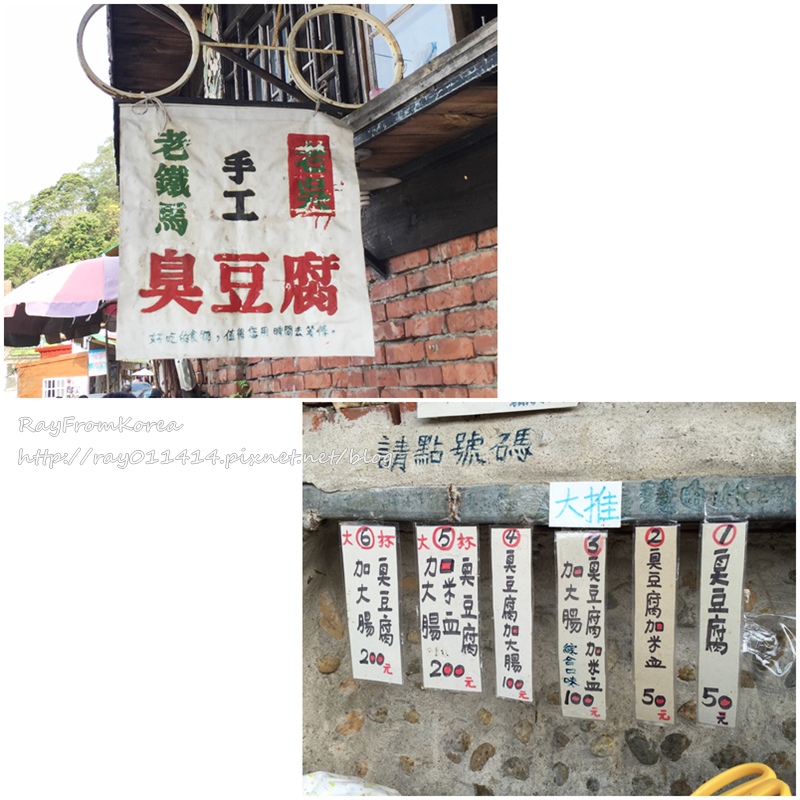 老吳
手工
老鐵馬
臭豆腐
RayFromKorea
http://ray011414.pixnet.net/blog
請點號碼
大推
1
臭豆腐
50元
2
臭豆腐加米血
50元
3
臭豆腐加米血
加大腸
綜合口味
100元
4
臭豆腐加大腸
100元
大5杯
臭豆腐
加米血
加大腸
200元
大6杯
臭豆腐
加大腸
200元